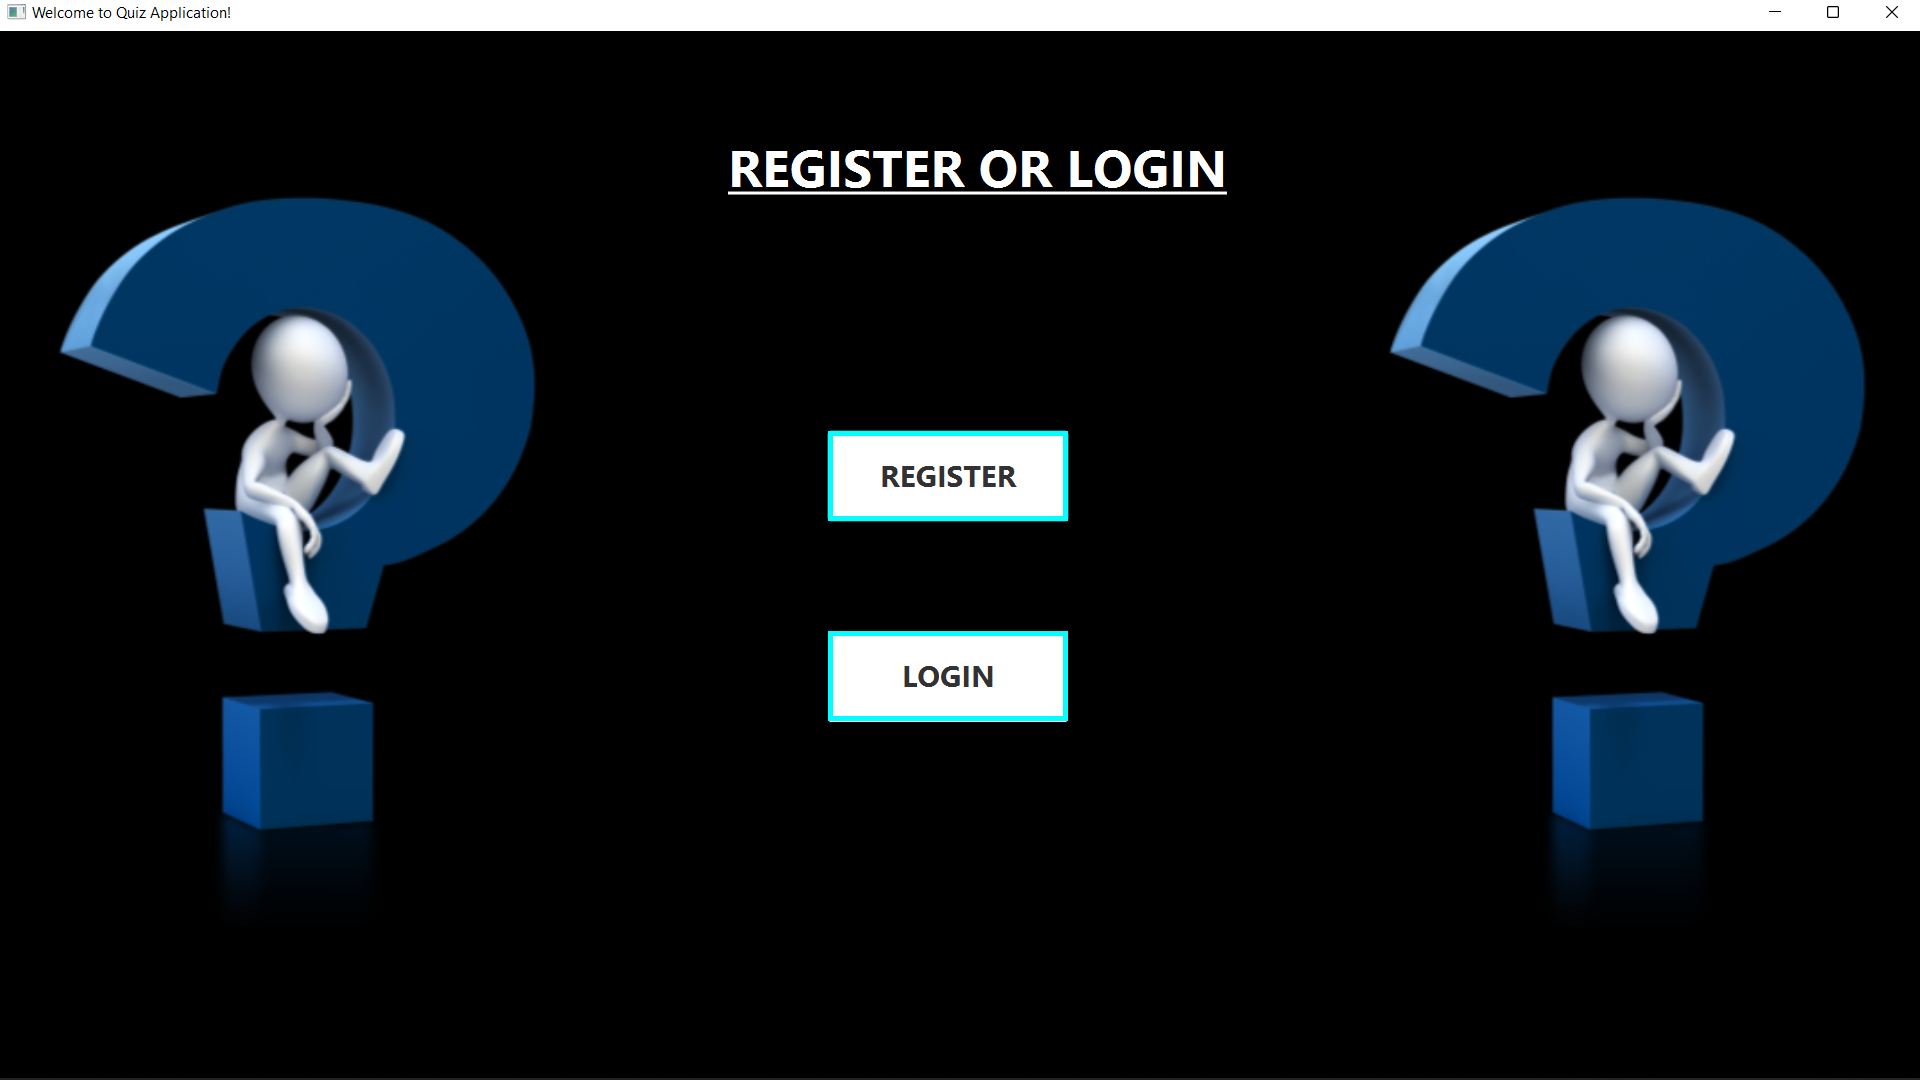 Welcome to Quiz Application!
REGISTER OR LOGIN
REGISTER
LOGIN